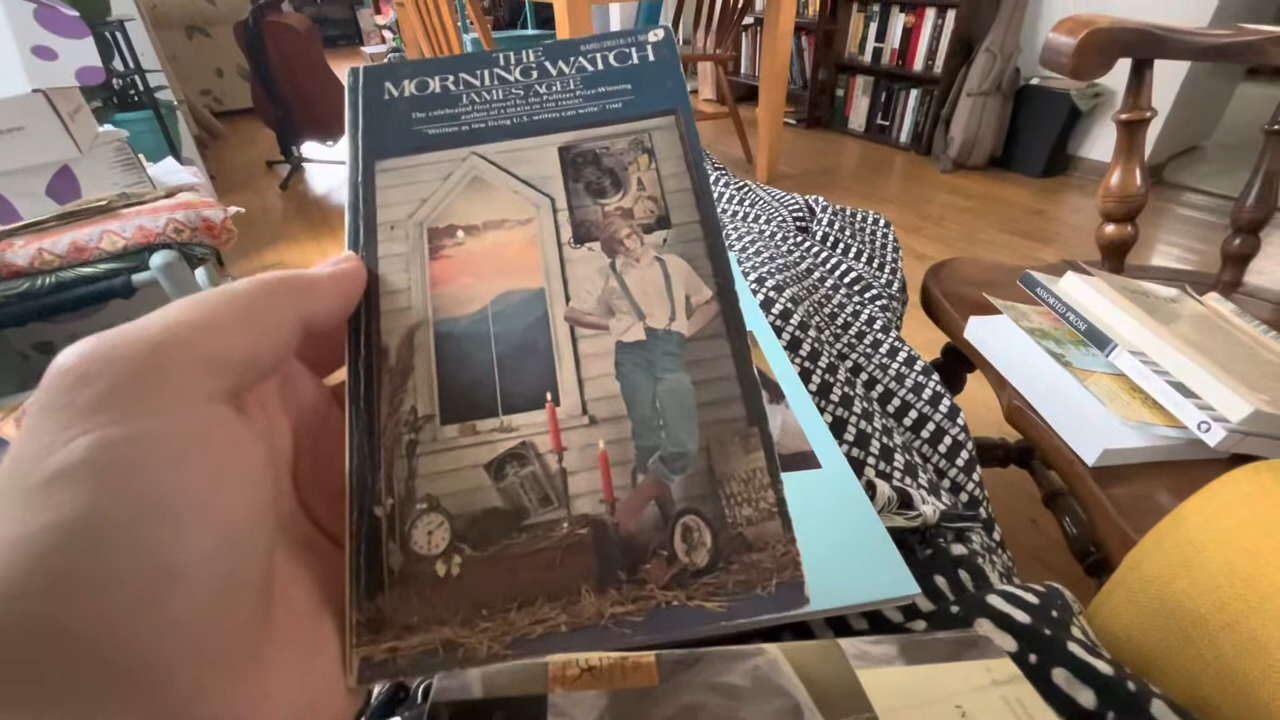 THE
MORNING WATCH
JAMES AGEE
The celebrated first novel by the Pulitzer Prize-Winning
author of A DEATH IN THE FAMILY
"Written as few living U.S. writers can write." TIME
ASSORTED PROSE